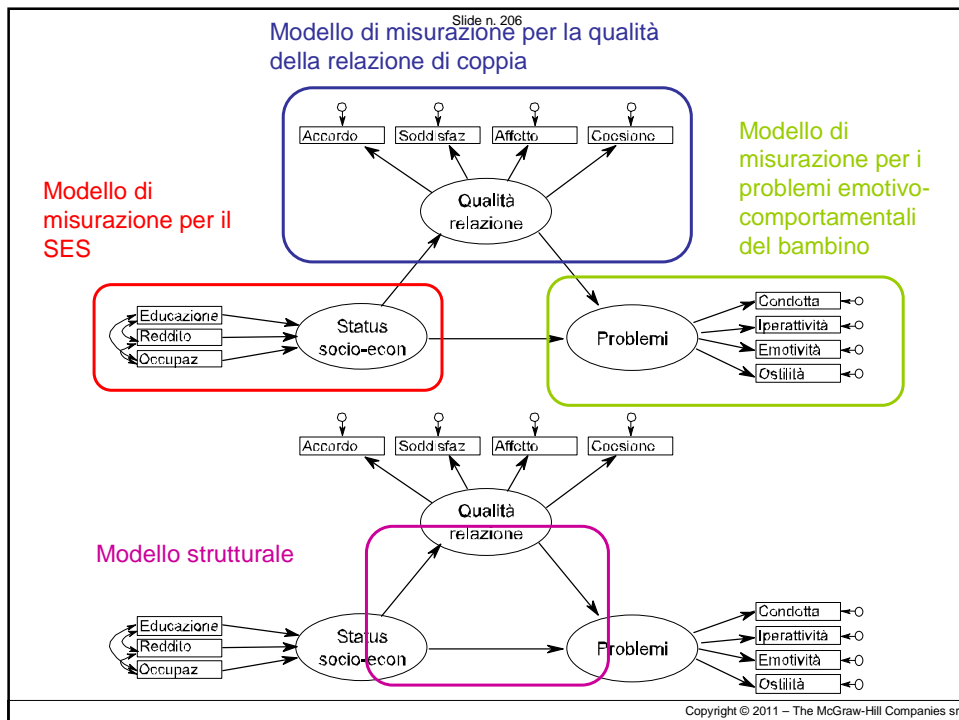 Slide n. 206
Modello di misurazione per la qualità
della relazione di coppia
Accordo
Soddisfaz
Affetto
Coesione
Qualità
relazione
Modello di
misurazione per i
problemi emotivo-
comportamentali
del bambino
Modello di
misurazione per il
SES
Educazione
Reddito
Occupaz
Status
socio-econ
Problemi
Condotta
Iperattività
Emotività
Ostilità
Accordo
Soddisfaz
Affetto
Coesione
Qualità
relazione
Modello strutturale
Educazione
Reddito
Occupaz
Status
socio-econ
Problemi
Condotta
Iperattività
Emotività
Ostilità
Copyright © 2011 – The McGraw-Hill Companies srl